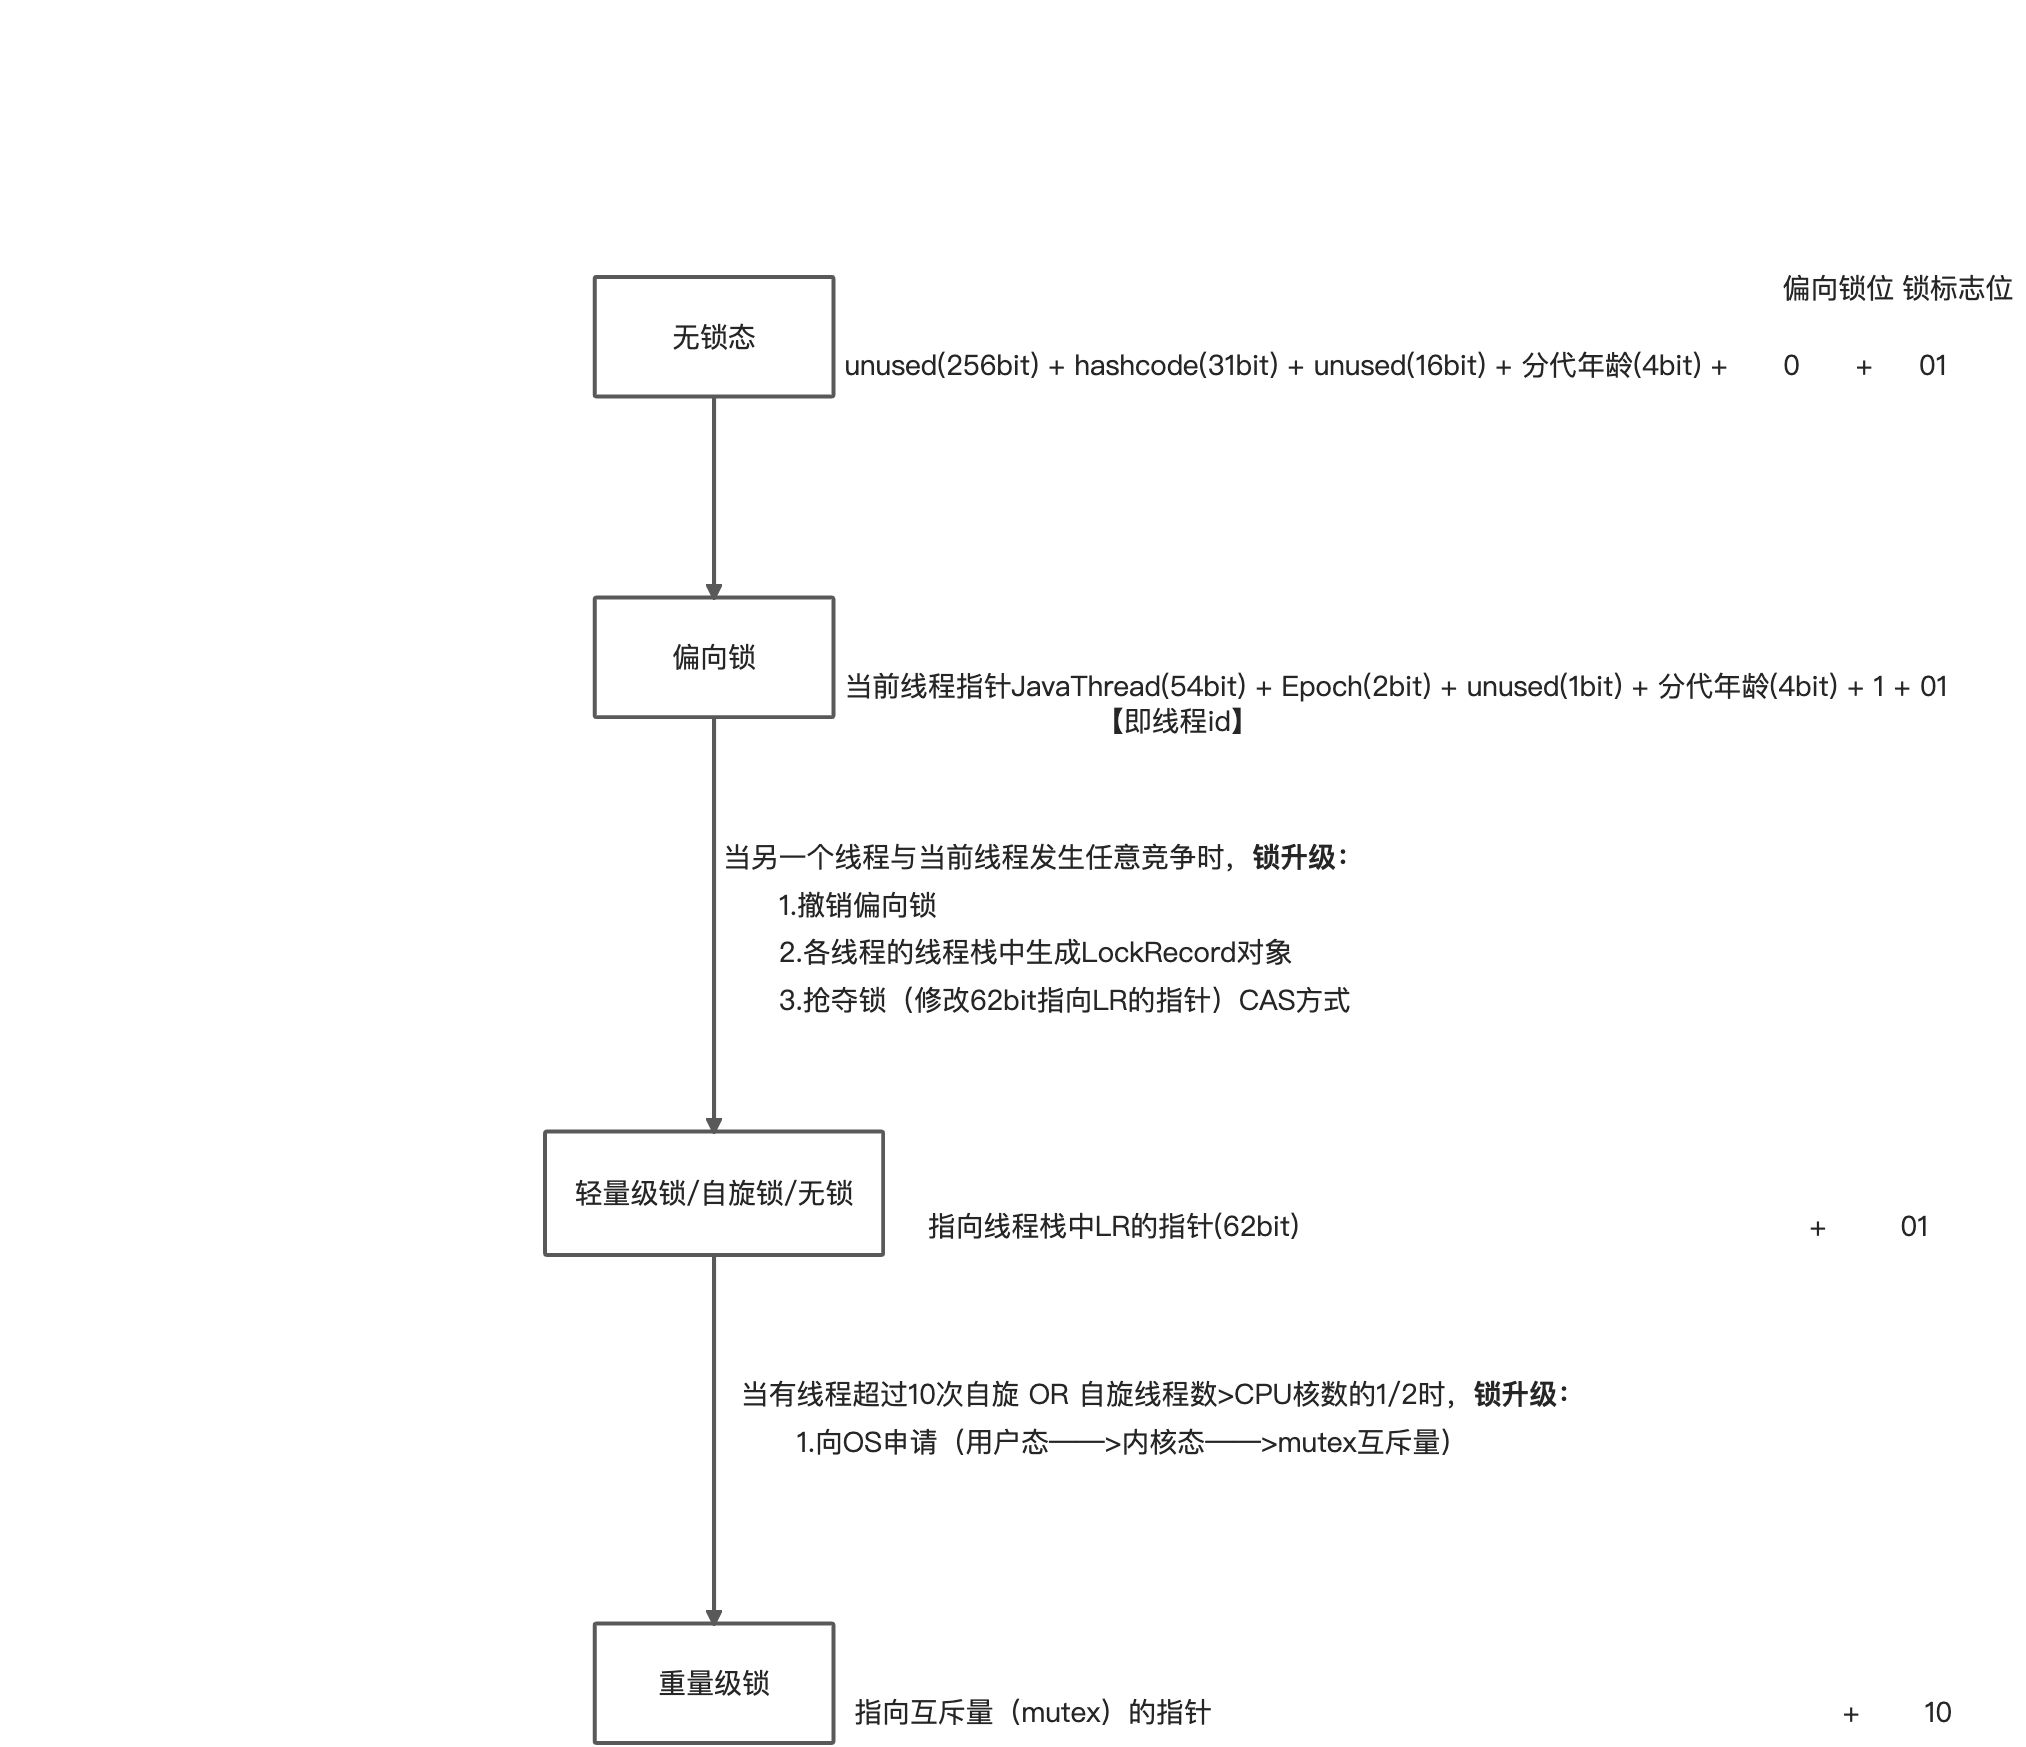 偏向锁位 锁标志位
无锁态
unused(256bit) + hashcode(31bit) + unused(16bit) + 分代年龄(4bit) + 0 + 01
偏向锁
当前线程指针JavaThread(54bit) + Epoch(2bit) + unused(1bit) + 分代年龄(4bit) + 1 + 01
【即线程id】
当另一个线程与当前线程发生任意竞争时，锁升级：
1.撤销偏向锁
2.各线程的线程栈中生成LockRecord对象
3.抢夺锁（修改62bit指向LR的指针）CAS方式
轻量级锁/自旋锁/无锁
指向线程栈中LR的指针(62bit) + 01
当有线程超过10次自旋 OR 自旋线程数>CPU核数的1/2时，锁升级：
1.向OS申请（用户态——>内核态——>mutex互斥量）
重量级锁
指向互斥量（mutex）的指针 + 10